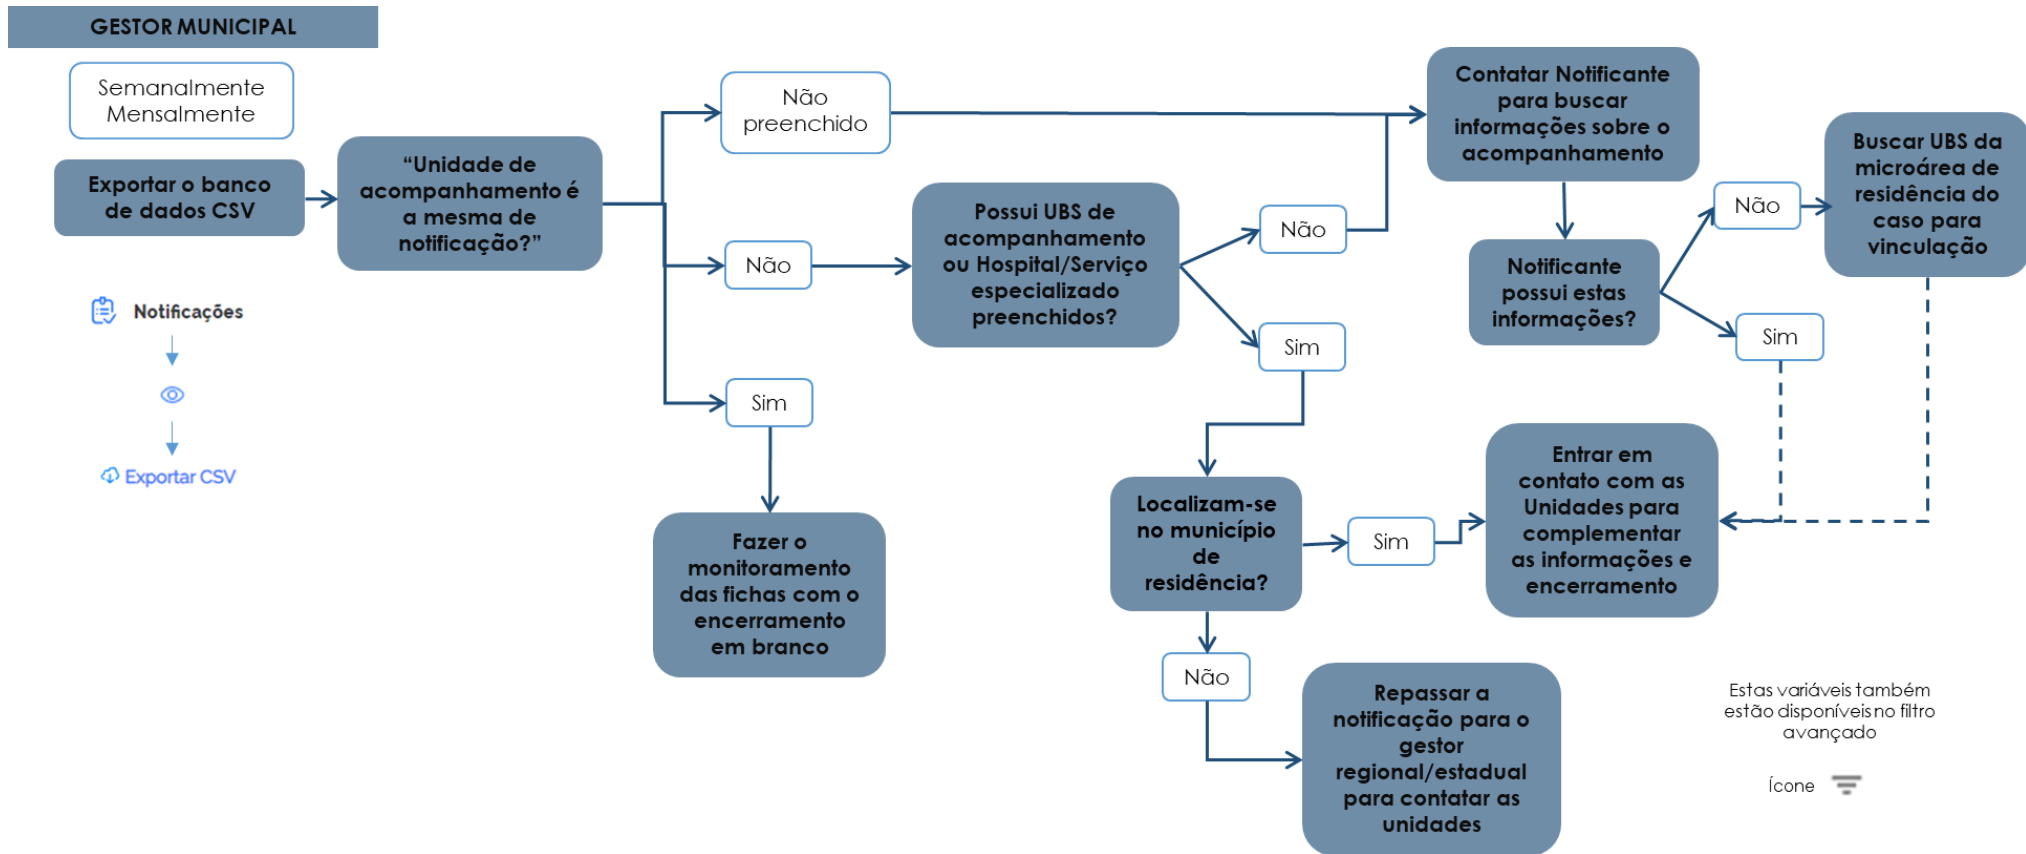 GESTOR MUNICIPAL
Semanalmente
Mensalmente
Exportar o banco
de dados CSV
Notificações
Exportar CSV
“Unidade de
acompanhamento é
a mesma de
notificação?”
Não
preenchido
Não
Sim
Fazer o
monitoramento
das fichas com o
encerramento
em branco
Possui UBS de
acompanhamento
ou Hospital/Serviço
especializado
preenchidos?
Não
Sim
Localizam-se
no município
de
residência?
Sim
Não
Repassar a
notificação para o
gestor
regional/estadual
para contatar as
unidades
Contatar Notificante
para buscar
informações sobre o
acompanhamento
Notificante
possui estas
informações?
Não
Sim
Buscar UBS da
microárea de
residência do
caso para
vinculação
Entrar em
contato com as
Unidades para
complementar
as informações e
encerramento
Estas variáveis também
estão disponíveis no filtro
avançado
Ícone